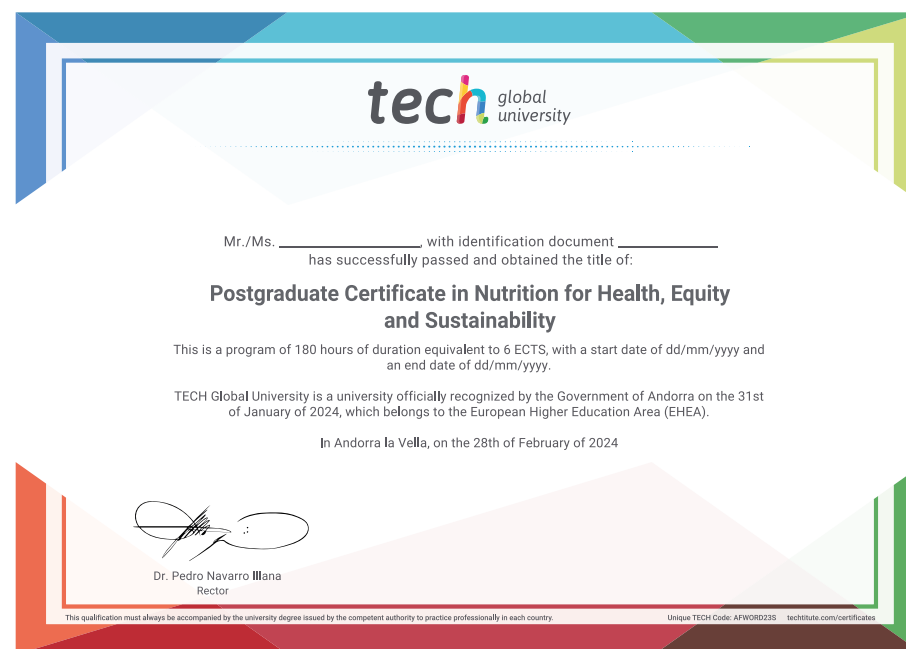 tech global university
Mr./Ms. ____________, with identification document ____________
has successfully passed and obtained the title of:
Postgraduate Certificate in Nutrition for Health, Equity
and Sustainability
This is a program of 180 hours of duration equivalent to 6 ECTS, with a start date of dd/mm/yyyy and
an end date of dd/mm/yyyy.
TECH Global University is a university officially recognized by the Government of Andorra on the 31st
of January of 2024, which belongs to the European Higher Education Area (EHEA).
In Andorra la Vella, on the 28th of February of 2024
Dr. Pedro Navarro Illana
Rector
This qualification must always be accompanied by the university degree issued by the competent authority to practice professionally in each country.
Unique TECH Code: AFWORD23S techtitute.com/certificates